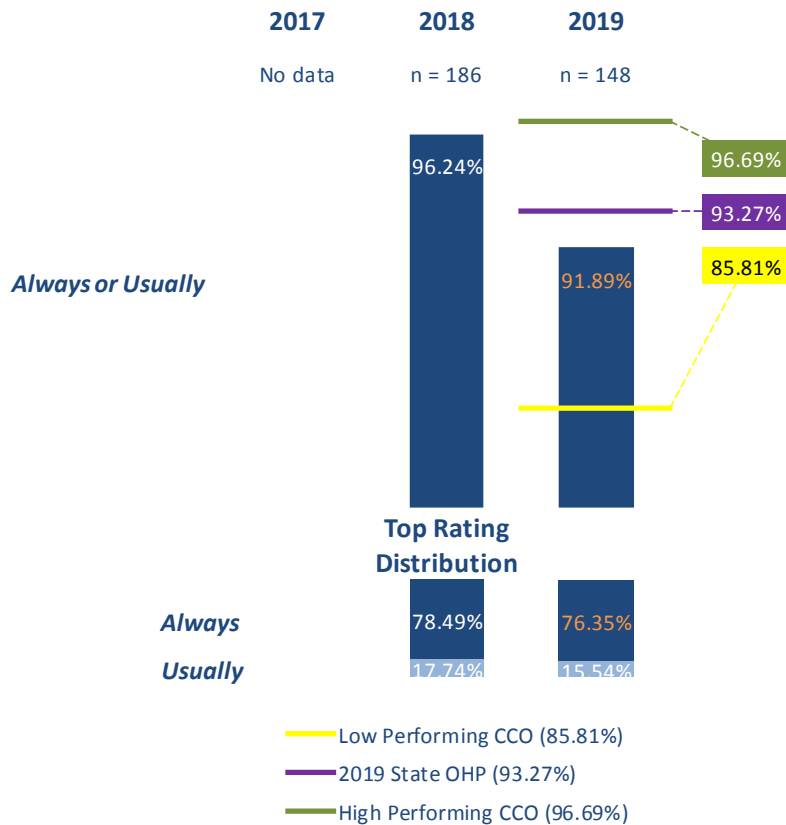 2017 2018 2019
No data n = 186 n = 148
96.24% 96.69%
93.27%
Always or Usually 91.89% 85.81%
Top Rating
Distribution
Always 78.49% 76.35%
Usually 17.74% 15.54%
Low Performing CCO (85.81%)
2019 State OHP (93.27%)
High Performing CCO (96.69%)